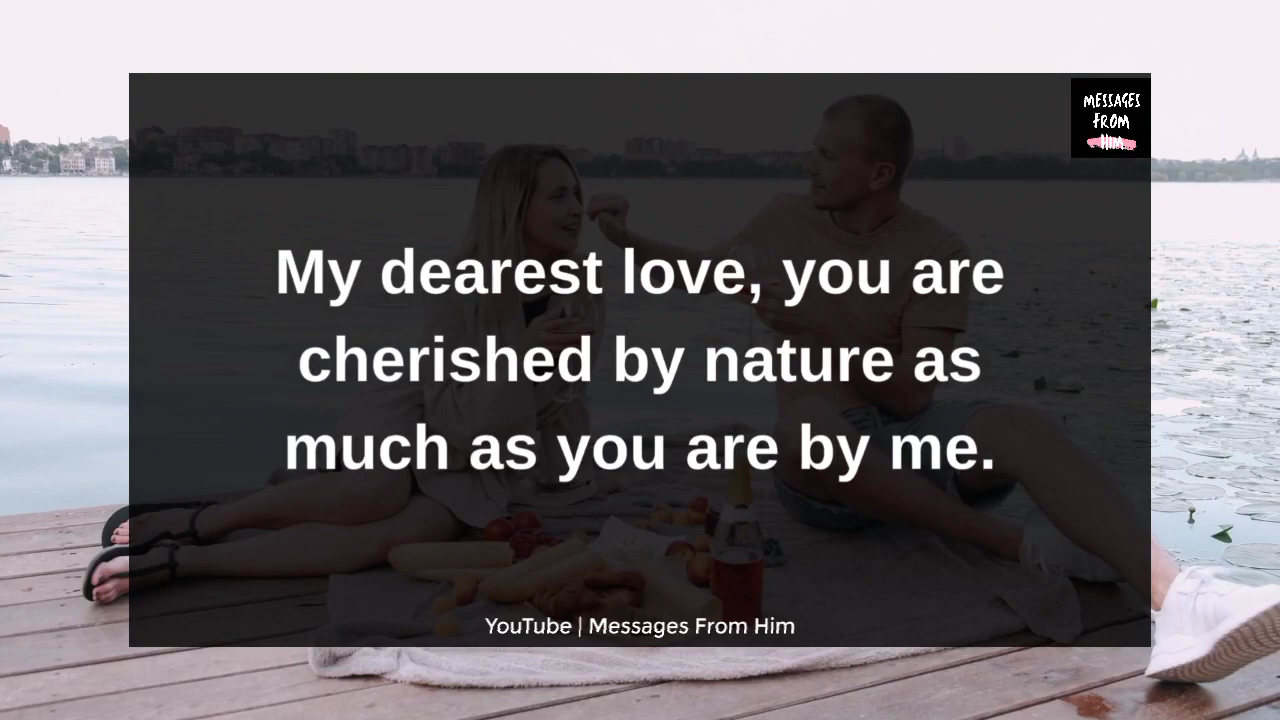 MESSAGES
FROM
HIM
My dearest love, you are
cherished by nature as
much as you are by me.
YouTube | Messages From Him